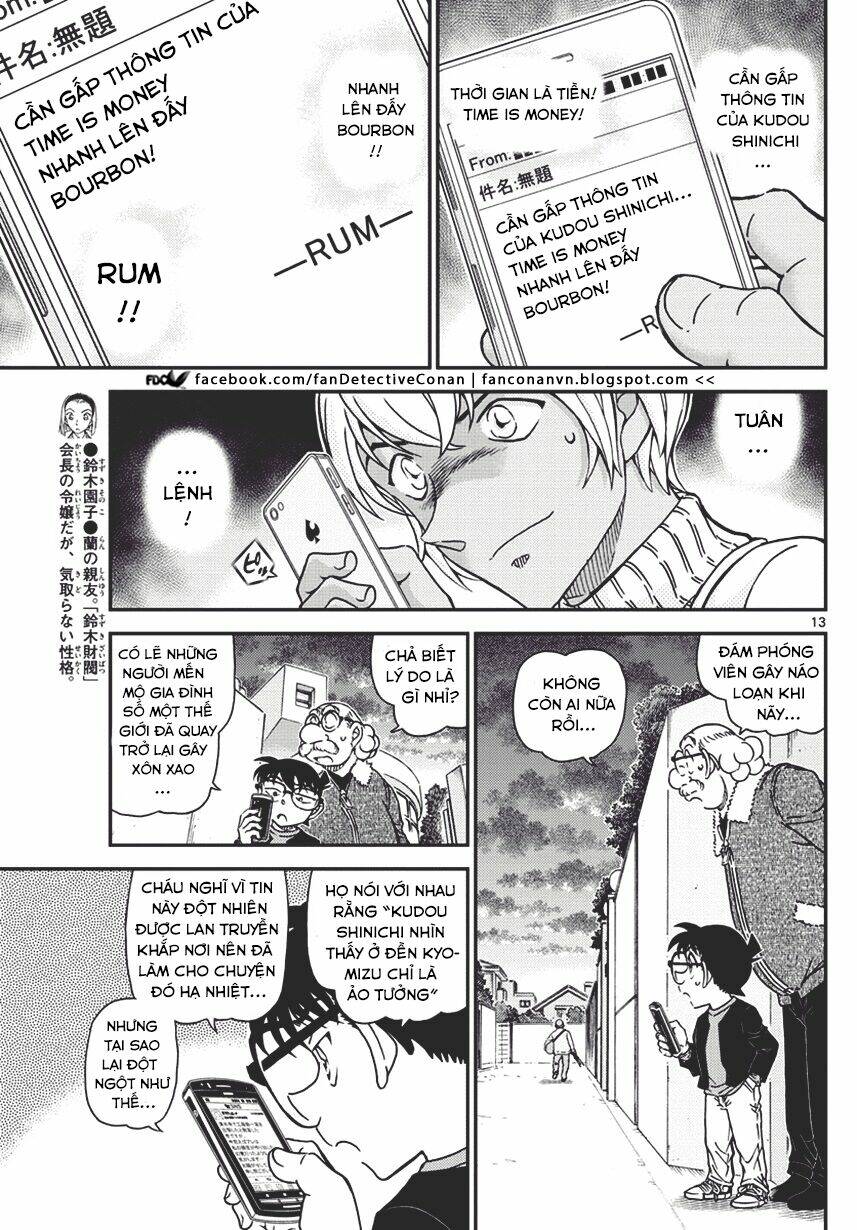 CẦN GẤP
THÔNG TIN
CỦA KUDOU
SHINICHI
...
THỜI GIAN LÀ TIỀN!
TIME IS MONEY!
From:
件名:無題
CẦN GẤP THÔNG TIN
CỦA KUDOU SHINICHI...
TIME IS MONEY
NHANH LÊN ĐẤY
BOURBON!
NHANH
LÊN ĐẤY
BOURBON
!!
From:
件名:無題
CẦN GẤP THÔNG TIN CỦA
TIME IS MONEY
NHANH LÊN ĐẤY
BOURBON!
—RUM—
RUM
!!
FDC facebook.com/fanDetectiveConan | fanconanvn.blogspot.com <<
TUÂN ...
...
LỆNH
!
ピッ
●鈴木園子●蘭の親友。「鈴木財閥」
会長の令嬢だが、気取らない性格。
13
ĐÁM PHÓNG
VIÊN GÂY NÁO
LOẠN KHI
NÃY...
KHÔNG
CÒN AI NỮA
RỒI...
CHẢ BIẾT
LÝ DO LÀ
GÌ NHỈ?
CÓ LẼ NHỮNG
NGƯỜI MẾN
MỘ GIA ĐÌNH
SỐ MỘT THẾ
GIỚI ĐÃ QUAY
TRỞ LẠI GÂY
XÔN XAO
...
HỌ NÓI VỚI NHAU
RẰNG "KUDOU
SHINICHI NHÌN
THẤY Ở ĐỀN KYO-
MIZU CHỈ LÀ
ẢO TƯỞNG"
CHÁU NGHĨ VÌ TIN
NÀY ĐỘT NHIÊN
ĐƯỢC LAN TRUYỀN
KHẮP NƠI NÊN ĐÃ
LÀM CHO CHUYỆN
ĐÓ HẠ NHIỆT...
NHƯNG
TẠI SAO
LẠI ĐỘT
NGỘT NHƯ
THẾ...